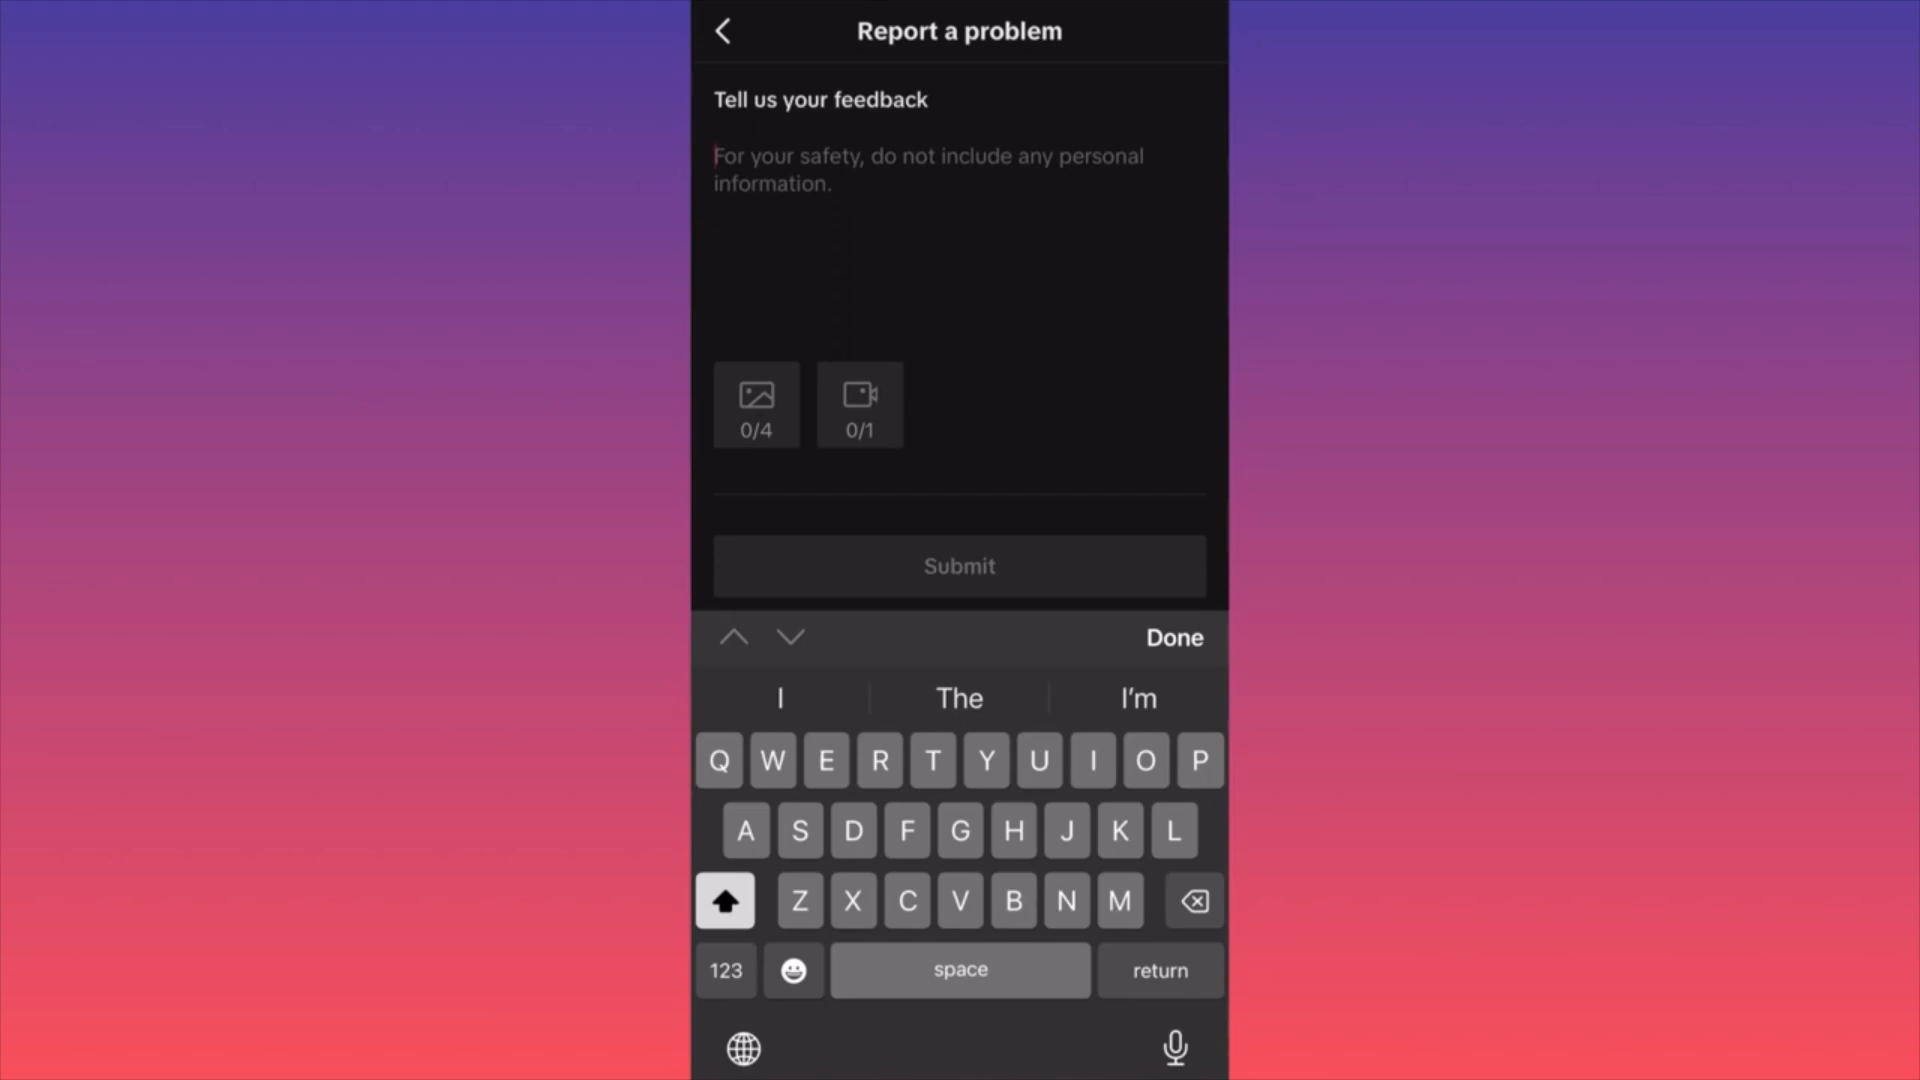 Report a problem
Tell us your feedback
For your safety, do not include any personal
information.
0/4 0/1
Submit
Done
I The I'm
Q W E R T Y U I O P
A S D F G H J K L
Z X C V B N M
123 space return